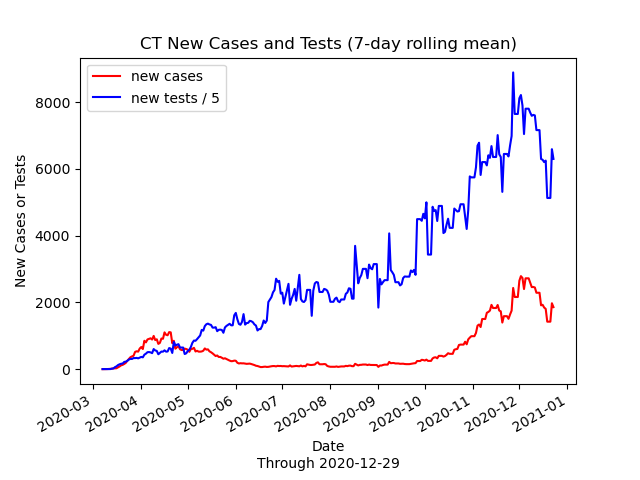 CT New Cases and Tests (7-day rolling mean)
new cases
new tests / 5
New Cases or Tests
8000
6000
4000
2000
0
2020-03
2020-04
2020-05
2020-06
2020-07
2020-08
2020-09
2020-10
2020-11
2020-12
2021-01
Date
Through 2020-12-29